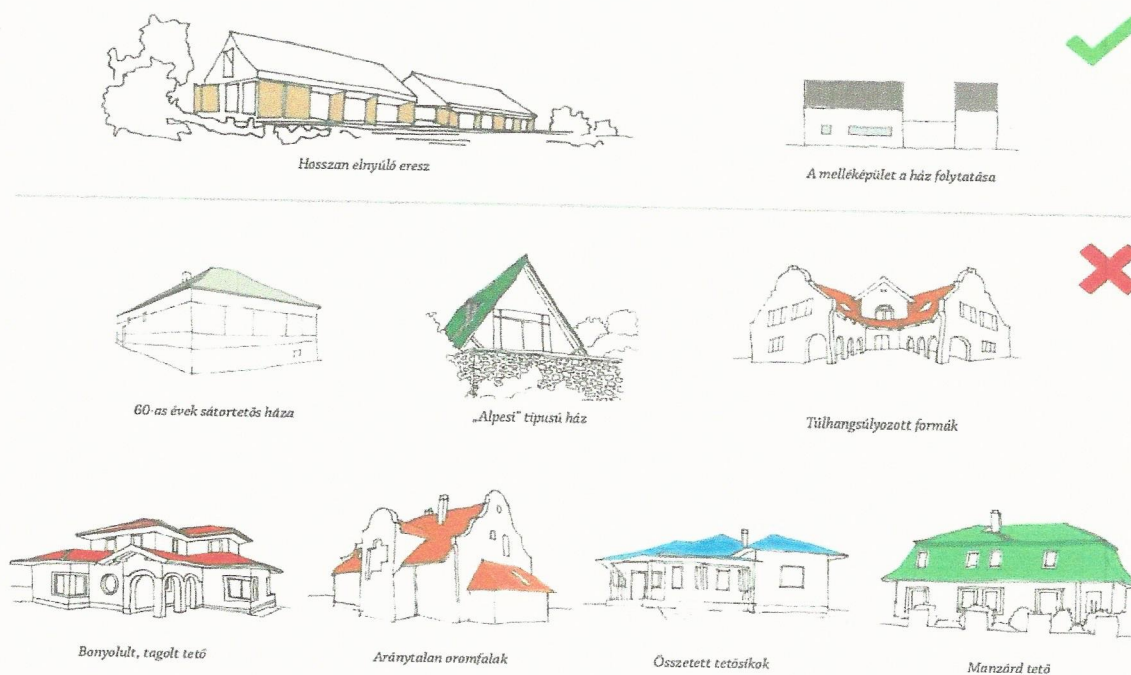 Hosszan elnyúló eresz
A melléképület a ház folytatása
60-as évek sátortetős háza
„Alpesi” típusú ház
Túlhangsúlyozott formák
Bonyolult, tagolt tető
Aránytalan oromfalak
Összetett tetősíkok
Manzárd tető